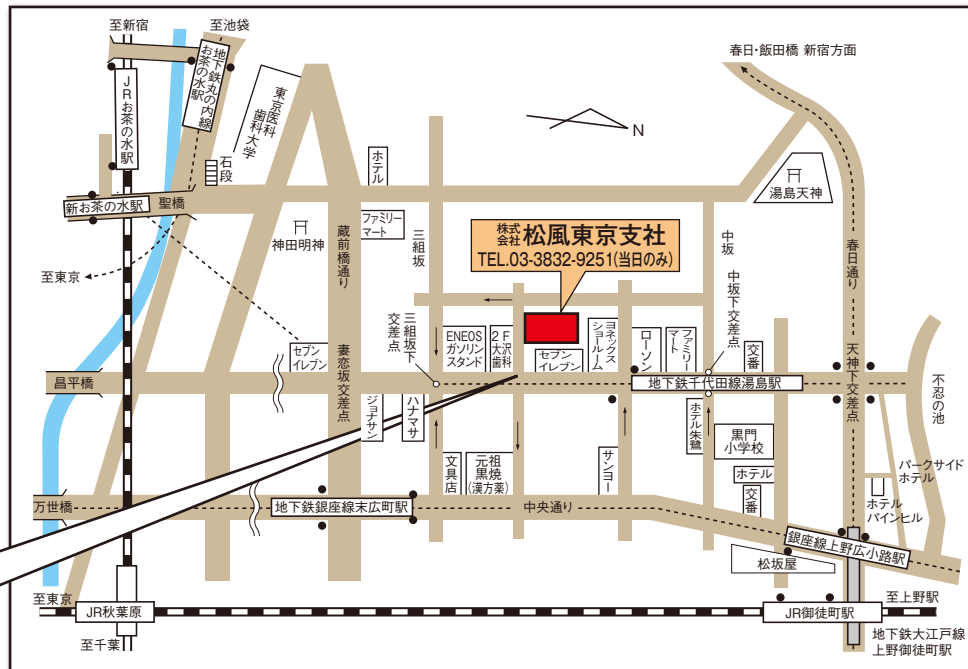 至新宿
至池袋
地下鉄丸の内線
お茶の水駅
JRお茶の水駅
東京医科
歯科大学
石段
新お茶の水駅
聖橋
至東京
春日・飯田橋 新宿方面
N
湯島天神
ホテル
ファミリー
マート
神田明神
蔵前橋通り
三組坂
株式
会社
松風東京支社
TEL.03-3832-9251(当日のみ)
中坂
中坂下交差点
春日通り
三組坂下
交差点
ENEOS
ガソリン
スタンド
2F
大沢
歯科
セブン
イレブン
ヨネックス
ショールーム
ローソン
ファミリー
マート
交番
セブン
イレブン
妻恋坂交差点
昌平橋
地下鉄千代田線湯島駅
天神下交差点
不忍の池
ジョナサン
ハナマサ
ホテル朱鷺
黒門
小学校
文具店
元祖
黒焼
(漢方薬)
サンヨー
ホテル
交番
パークサイド
ホテル
ホテル
パインヒル
万世橋
地下鉄銀座線末広町駅
中央通り
銀座線上野広小路駅
松坂屋
至東京
JR秋葉原
至千葉
JR御徒町駅
至上野駅
地下鉄大江戸線
上野御徒町駅